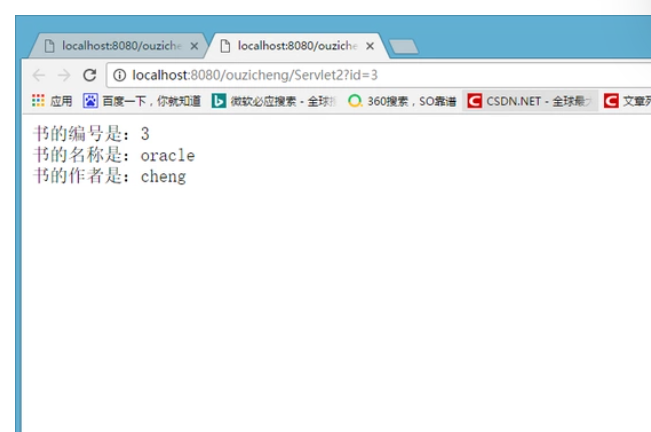 localhost:8080/ouziche
localhost:8080/ouziche
localhost:8080/ouzicheng/Servlet2?id=3
应用 百度一下，你就知道 微软必应搜索 - 全球 360搜索，SO靠谱 CSDN.NET - 全球最 文章列
书的编号是：3
书的名称是：oracle
书的作者是：cheng